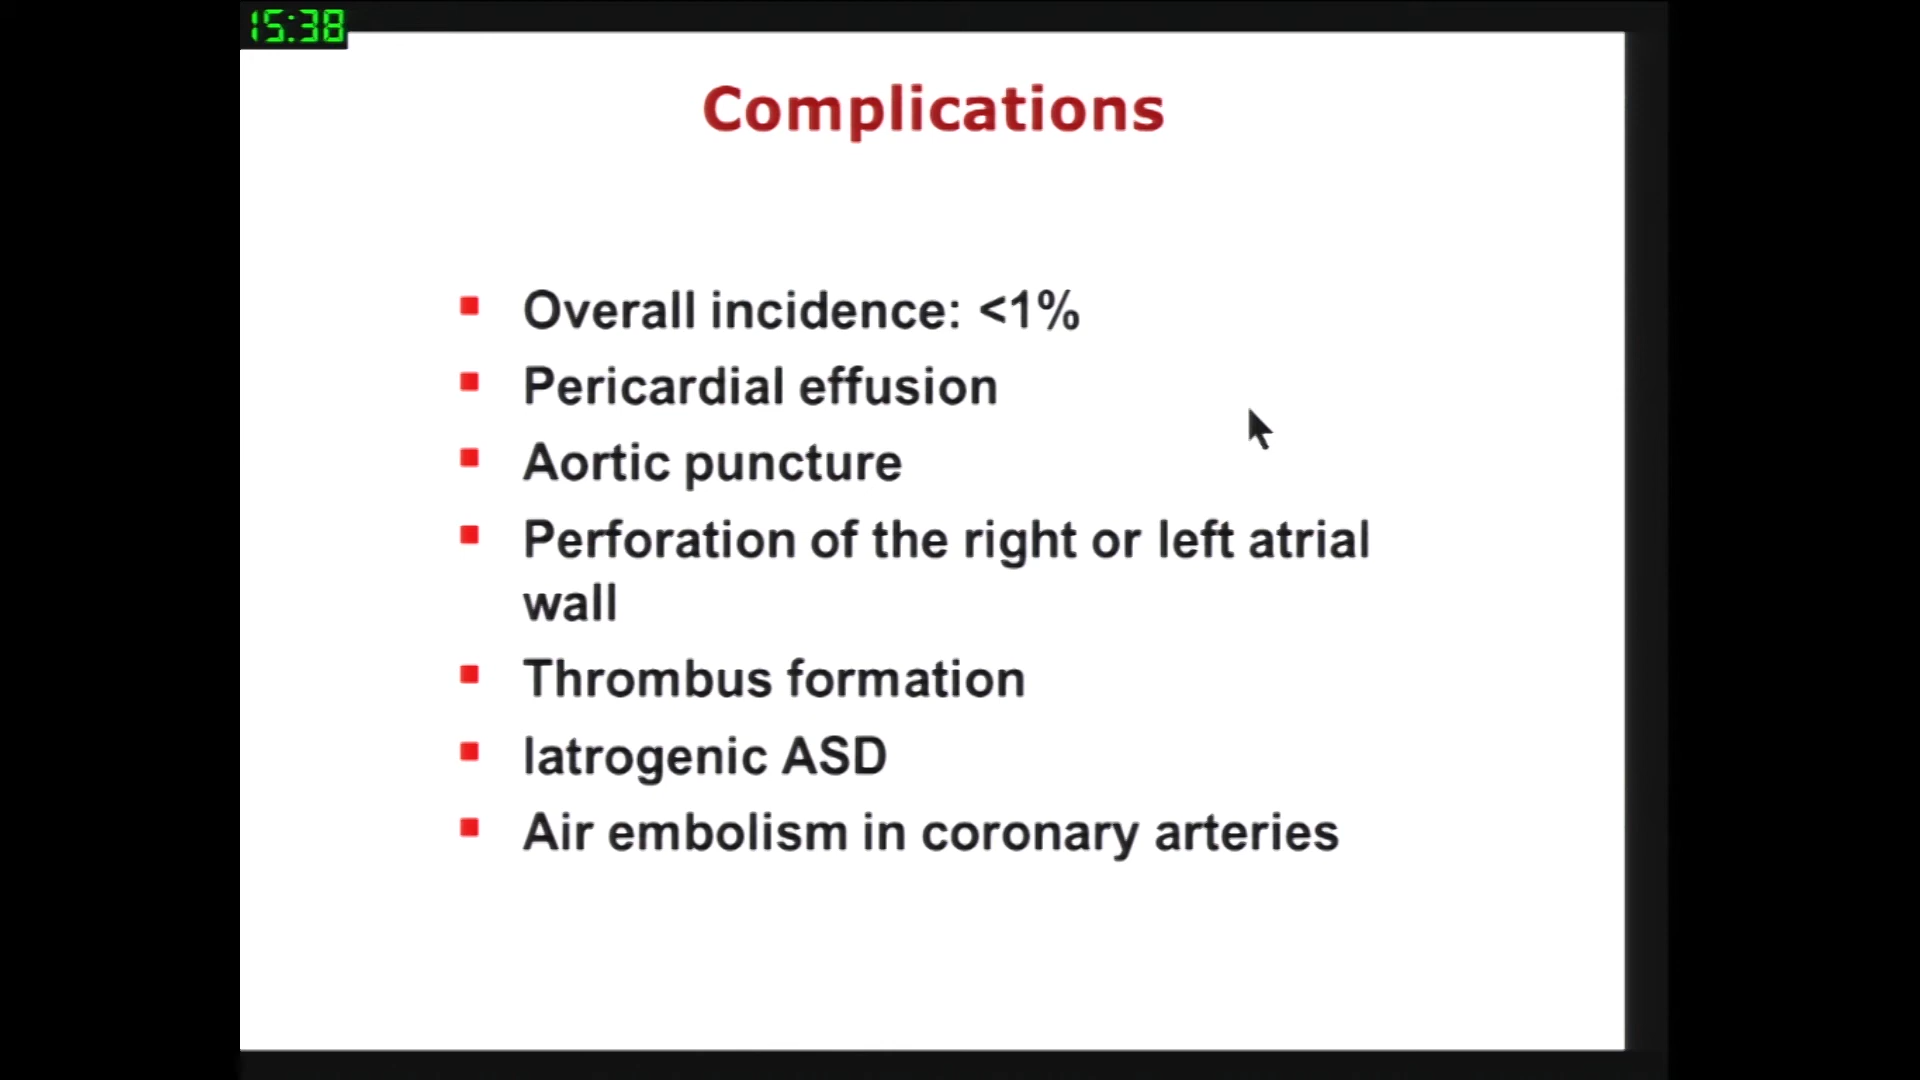 15:38
Complications
Overall incidence: <1%
Pericardial effusion
Aortic puncture
Perforation of the right or left atrial
wall
Thrombus formation
Iatrogenic ASD
Air embolism in coronary arteries